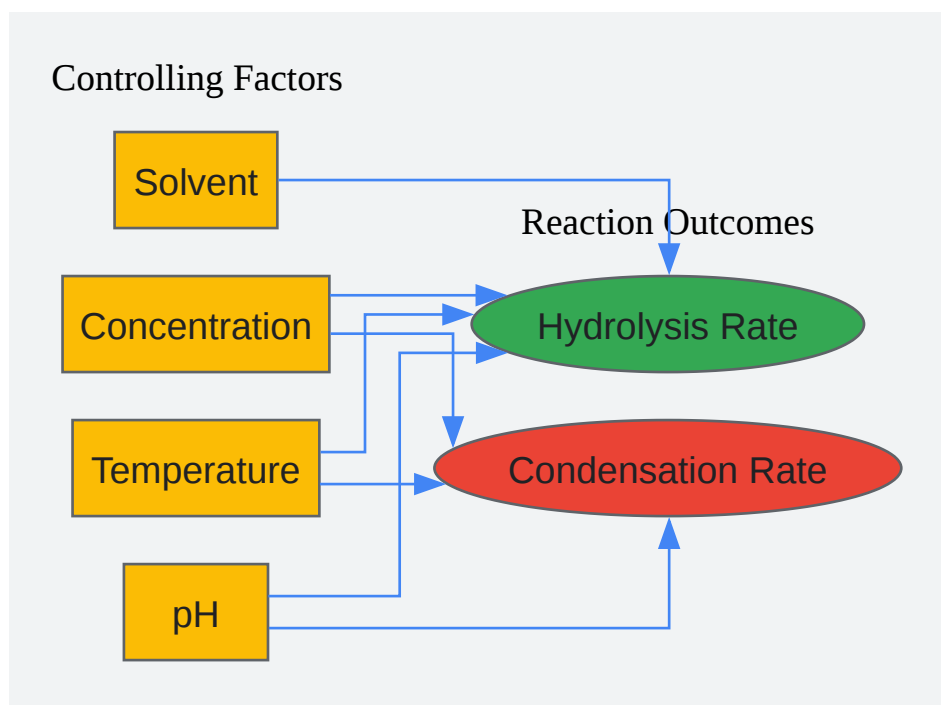 Controlling Factors
Solvent
Reaction Outcomes
Concentration
Hydrolysis Rate
Temperature
Condensation Rate
pH